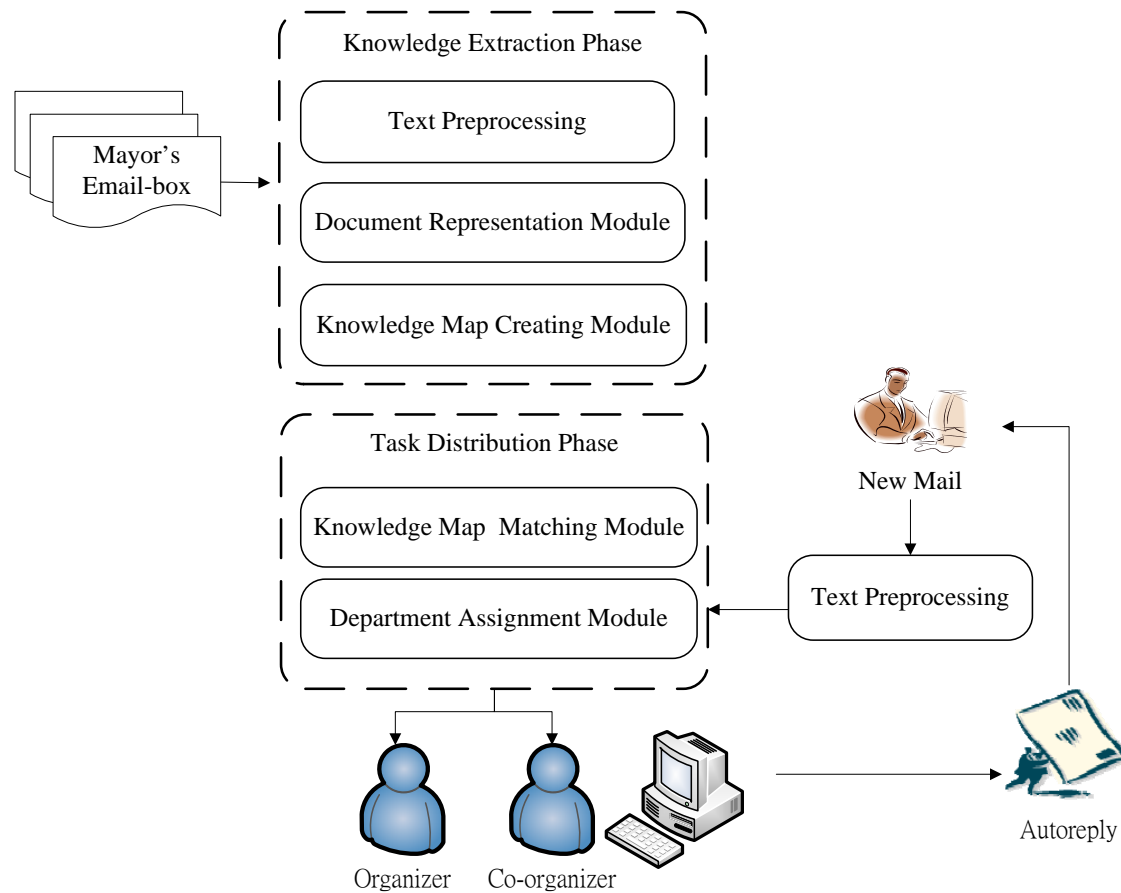 Knowledge Extraction Phase
Text Preprocessing
Mayor's
Email-box
Document Representation Module
Knowledge Map Creating Module
Task Distribution Phase
Knowledge Map  Matching Module
Department Assignment Module
New Mail
Text Preprocessing
Organizer
Co-organizer
Autoreply